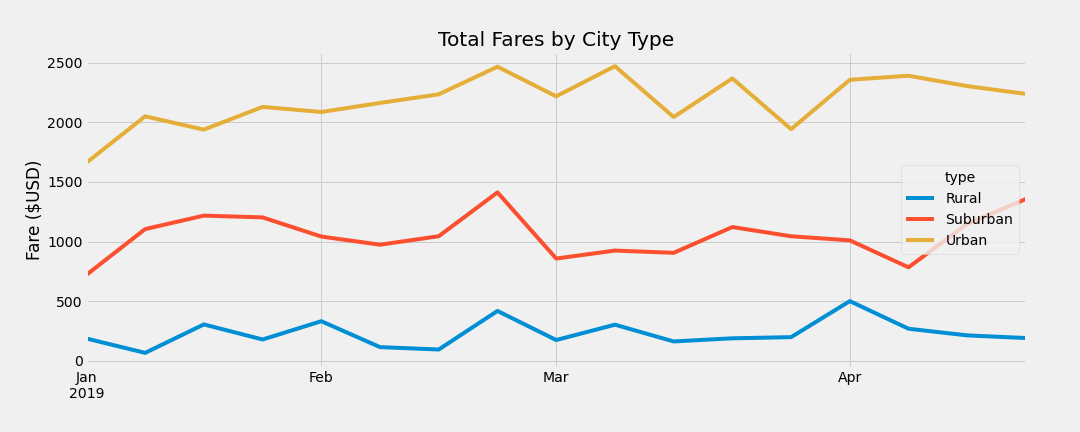 Total Fares by City Type
Fare ($USD)
2500
2000
1500
1000
500
0
type
Rural
Suburban
Urban
Jan
2019
Feb
Mar
Apr